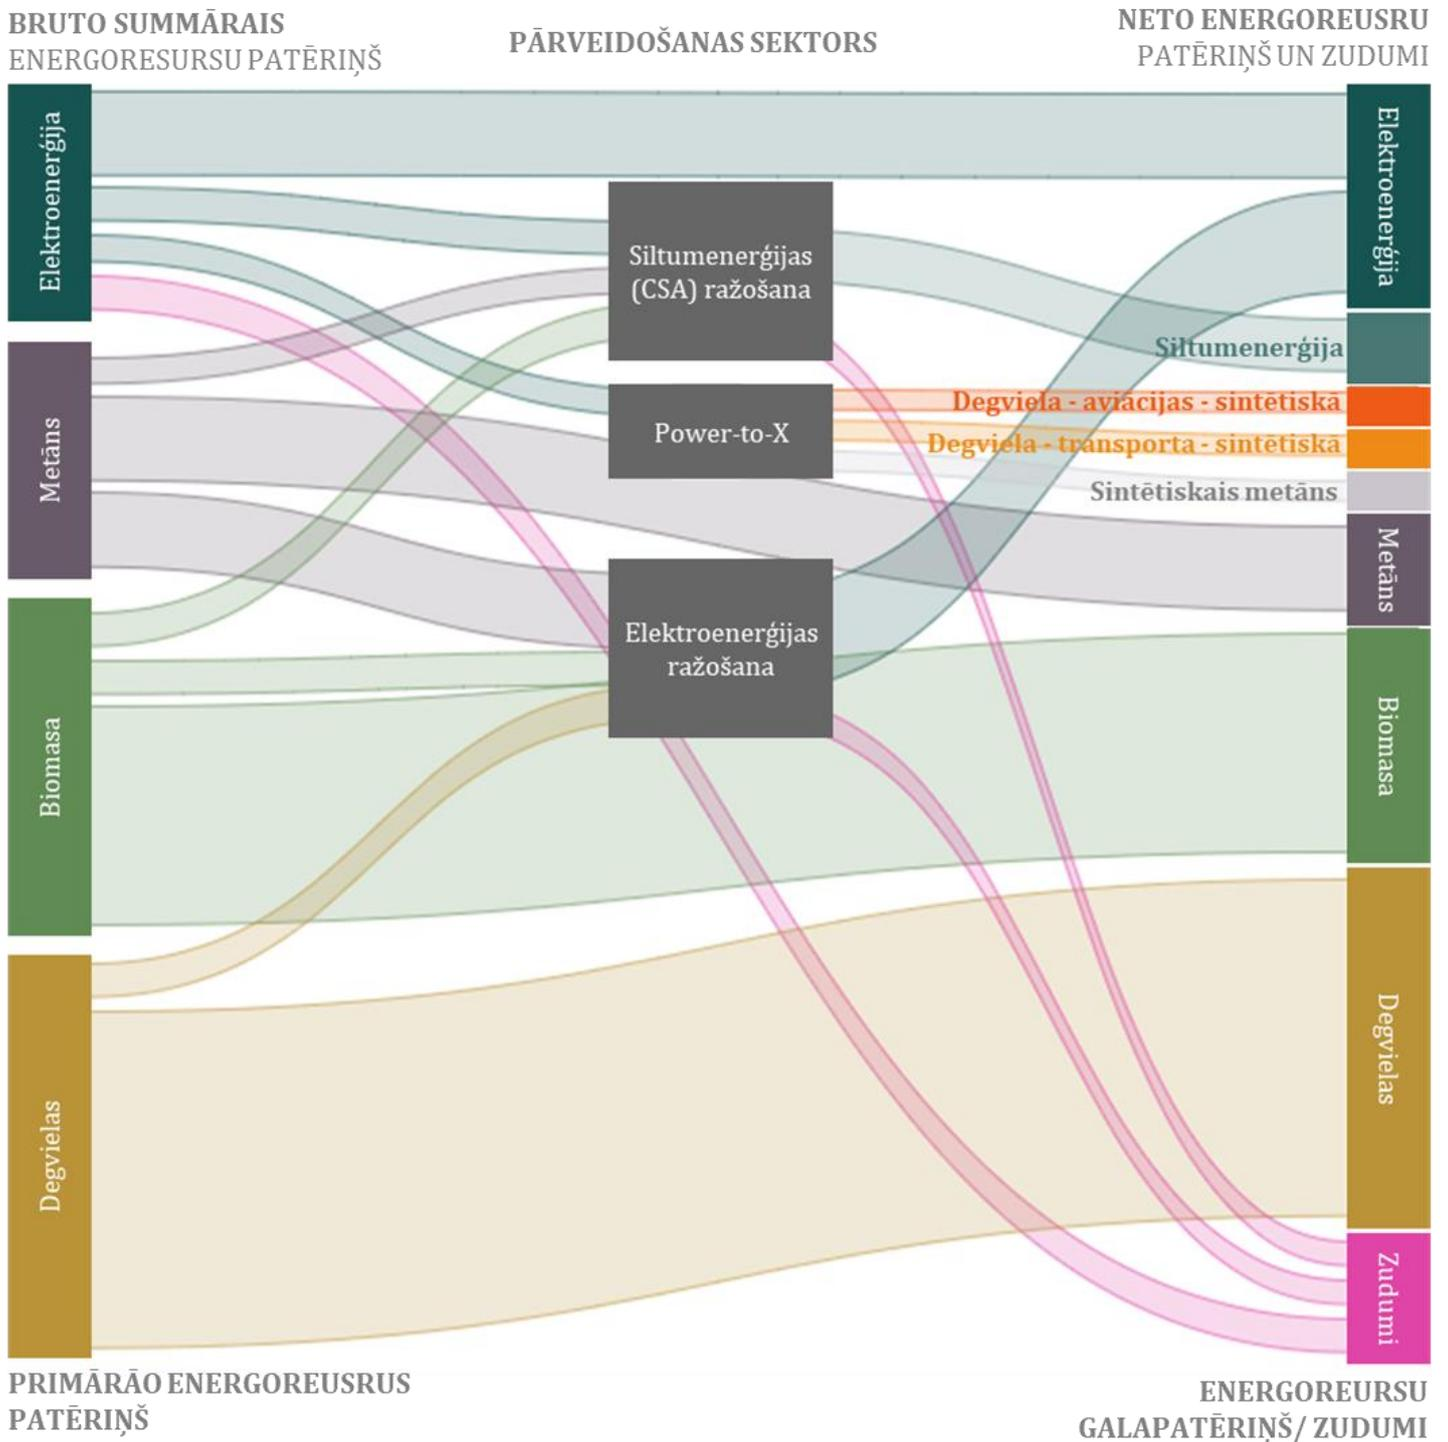 BRUTO SUMMĀRAIS
ENERGORESURSU PATĒRIŅŠ
PĀRVEIDOŠANAS SEKTORS
NETO ENERGOREUSRU
PATĒRIŅŠ UN ZUDUMI
Elektroenerģija
Metāns
Biomasa
Degvielas
Siltumenerģijas
(CSA) ražošana
Power-to-X
Elektroenerģijas
ražošana
Elektroenerģija
Siltumenerģija
Degviela - aviācijas - sintētiskā
Degviela - transporta - sintētiskā
Sintētiskais metāns
Metāns
Biomasa
Degvielas
Zudumi
PRIMĀRĀO ENERGOREUSRUS
PATĒRIŅŠ
ENERGOREURSU
GALAPATĒRIŅŠ/ ZUDUMI